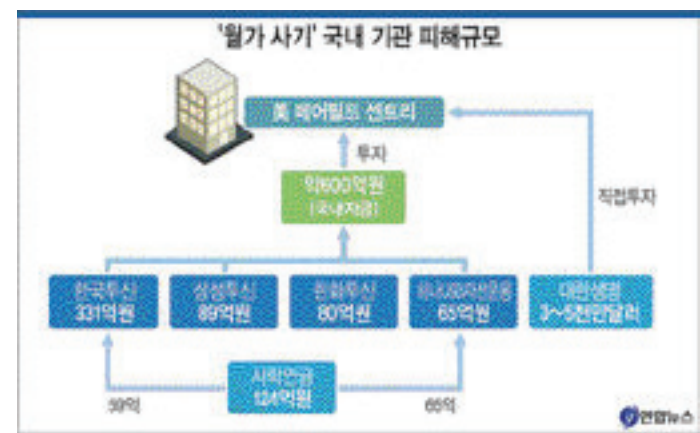 '월가 사기' 국내 기관 피해규모
美 페어필드 센트리
투자
약600억원
(국내자금)
직접투자
한국투신
331억원
삼성투신
89억원
한화투신
80억원
하나UBS자산운용
65억원
대한생명
3~5천만달러
사학연금
124억원
59억
65억
연합뉴스